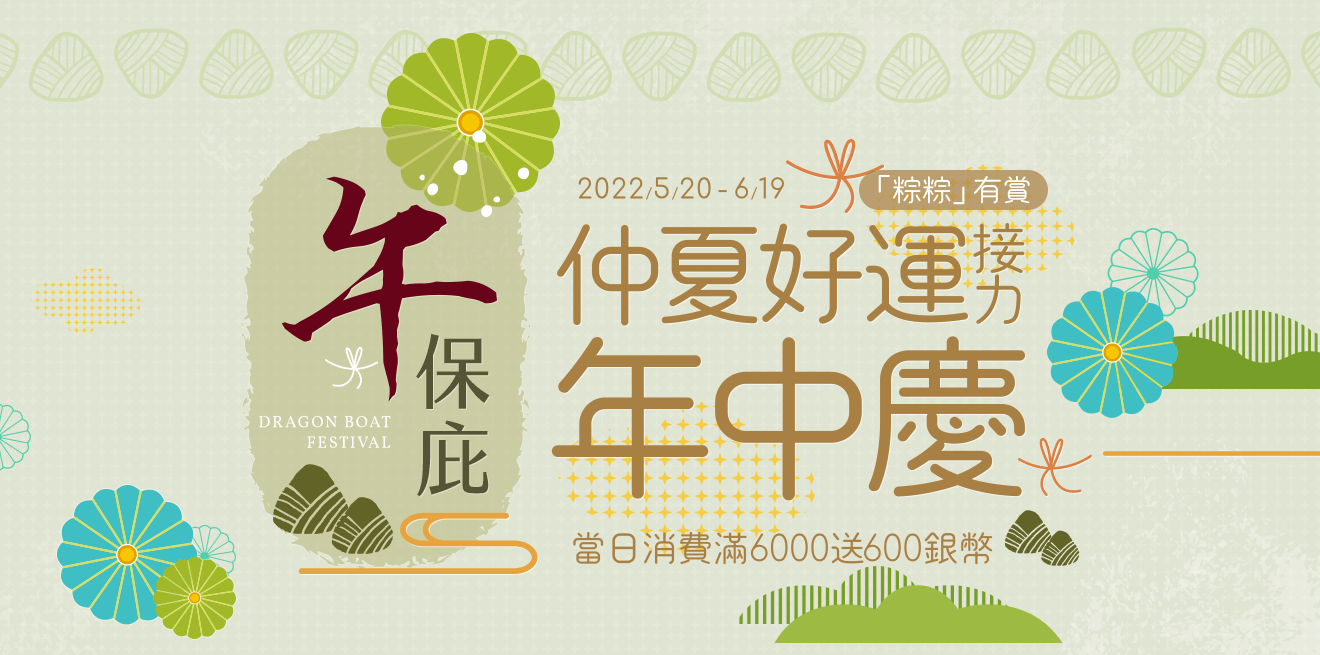 午
保庇
DRAGON BOAT
FESTIVAL
2022/5/20 - 6/19
「粽粽」有賞
仲夏好運接力
年中慶
當日消費滿6000送600銀幣